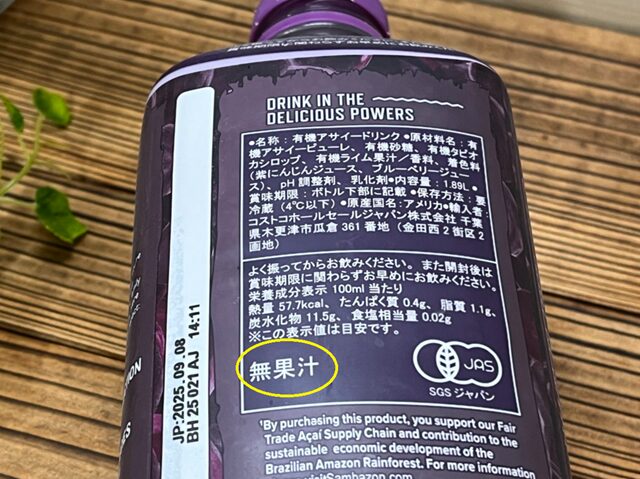 DRINK IN THE
DELICIOUS POWERS
•名称：有機アサイードリンク •原材料名：有
機アサイーピューレ、有機砂糖、有機タピオ
カシロップ、有機ライム果汁／香料、着色料
（紫にんじんジュース、ブルーベリージュー
ス）、pH 調整剤、乳化剤•内容量：1.89L•
賞味期限：ボトル下部に記載 •保存方法：要
冷蔵（4℃以下）•原産国名：アメリカ•輸入者：
コストコホールセールジャパン株式会社 千葉
県木更津市瓜倉 361 番地（金田西 2 街区 2
画地）
よく振ってからお飲みください。また開封後は
賞味期限に関わらずお早めにお飲みください。
栄養成分表示 100ml 当たり
熱量 57.7kcal、たんぱく質 0.4g、脂質 1.1g、
炭水化物 11.5g、食塩相当量 0.02g
※この表示値は目安です。
無果汁
JAS
SGS ジャパン
JP:2025.09.08
BH 25 021 AJ 14:11
¹By purchasing this product, you support our Fair
Trade Açaí Supply Chain and contribution to the
sustainable economic development of the
Brazilian Amazon Rainforest. For more information
visit Sambazon.com